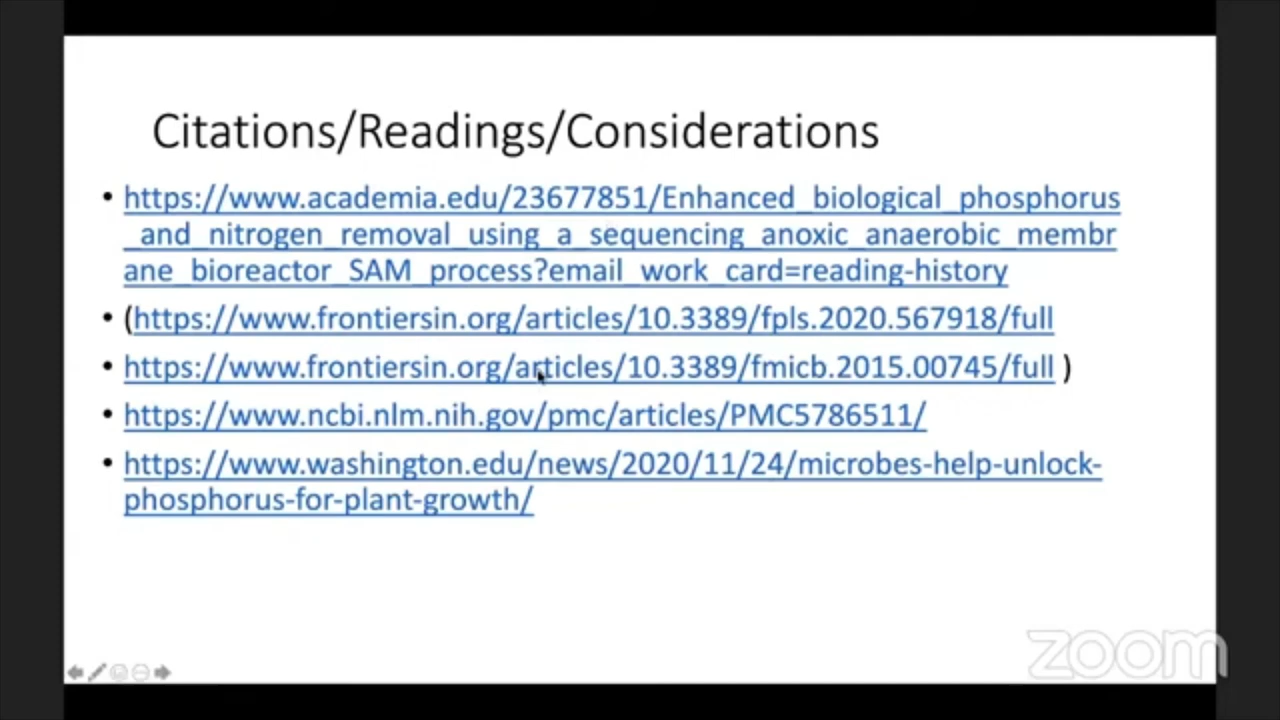 Citations/Readings/Considerations
• https://www.academia.edu/23677851/Enhanced_biological_phosphorus
_and_nitrogen_removal_using_a_sequencing_anoxic_anaerobic_membr
ane_bioreactor_SAM_process?email_work_card=reading-history
• (https://www.frontiersin.org/articles/10.3389/fpls.2020.567918/full
• https://www.frontiersin.org/articles/10.3389/fmicb.2015.00745/full )
• https://www.ncbi.nlm.nih.gov/pmc/articles/PMC5786511/
• https://www.washington.edu/news/2020/11/24/microbes-help-unlock-
phosphorus-for-plant-growth/
zoom